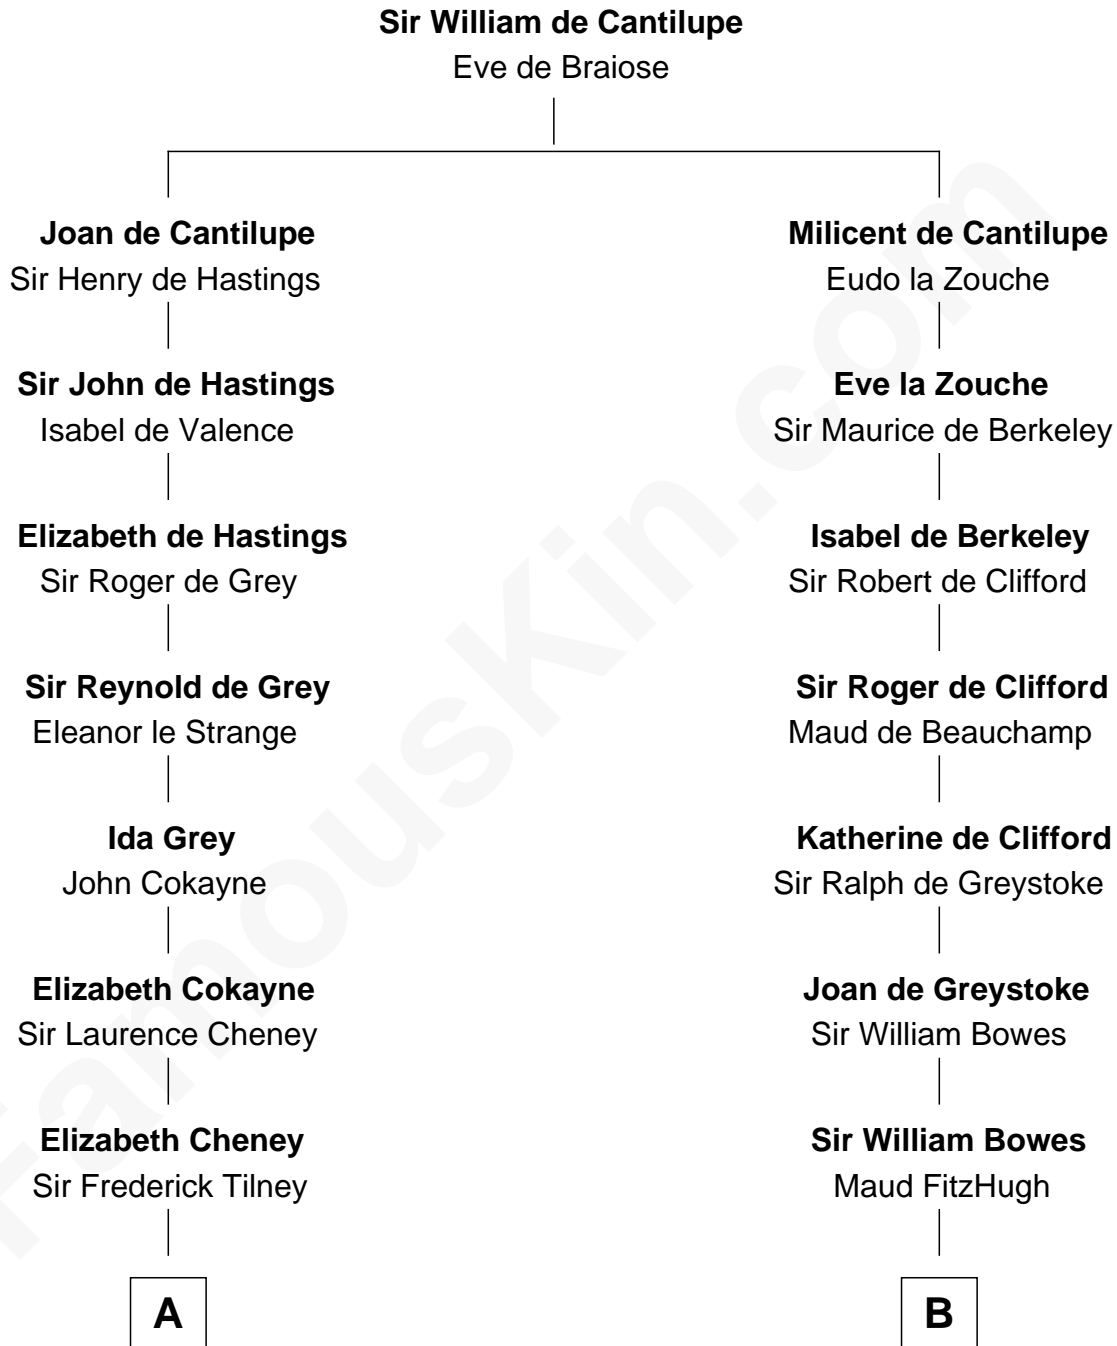 Sir William de Cantilupe
Eve de Braiose
Joan de Cantilupe
Sir Henry de Hastings
Sir John de Hastings
Isabel de Valence
Elizabeth de Hastings
Sir Roger de Grey
Sir Reynold de Grey
Eleanor le Strange
Ida Grey
John Cokayne
Elizabeth Cokayne
Sir Laurence Cheney
Elizabeth Cheney
Sir Frederick Tilney
A
Milicent de Cantilupe
Eudo la Zouche
Eve la Zouche
Sir Maurice de Berkeley
Isabel de Berkeley
Sir Robert de Clifford
Sir Roger de Clifford
Maud de Beauchamp
Katherine de Clifford
Sir Ralph de Greystoke
Joan de Greystoke
Sir William Bowes
Sir William Bowes
Maud FitzHugh
B
FamousKin.com